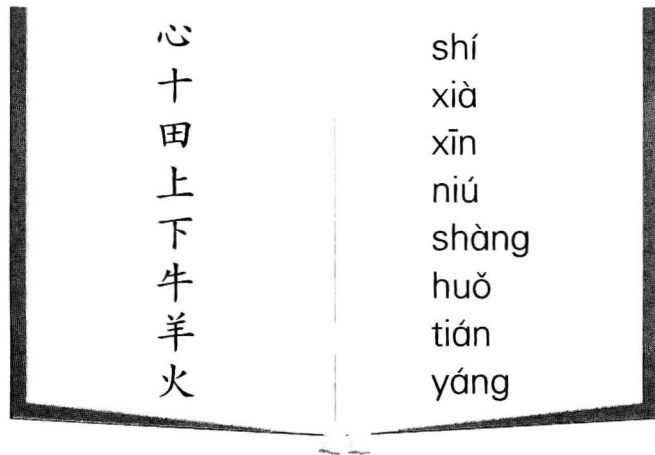 心
十
田
上
下
牛
羊
火
shí
xià
xīn
niú
shàng
huǒ
tián
yáng